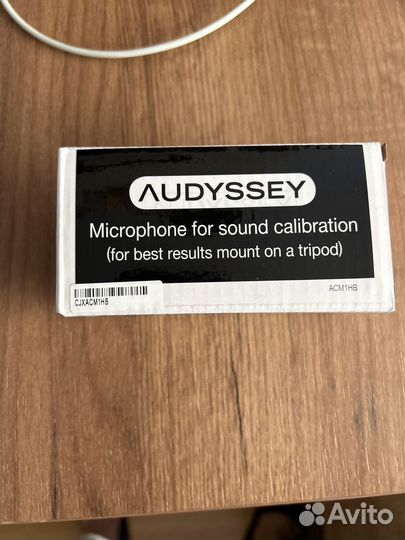 AUDYSSEY
Microphone for sound calibration
(for best results mount on a tripod)
CJXACM1HB
ACM1HB
Avito